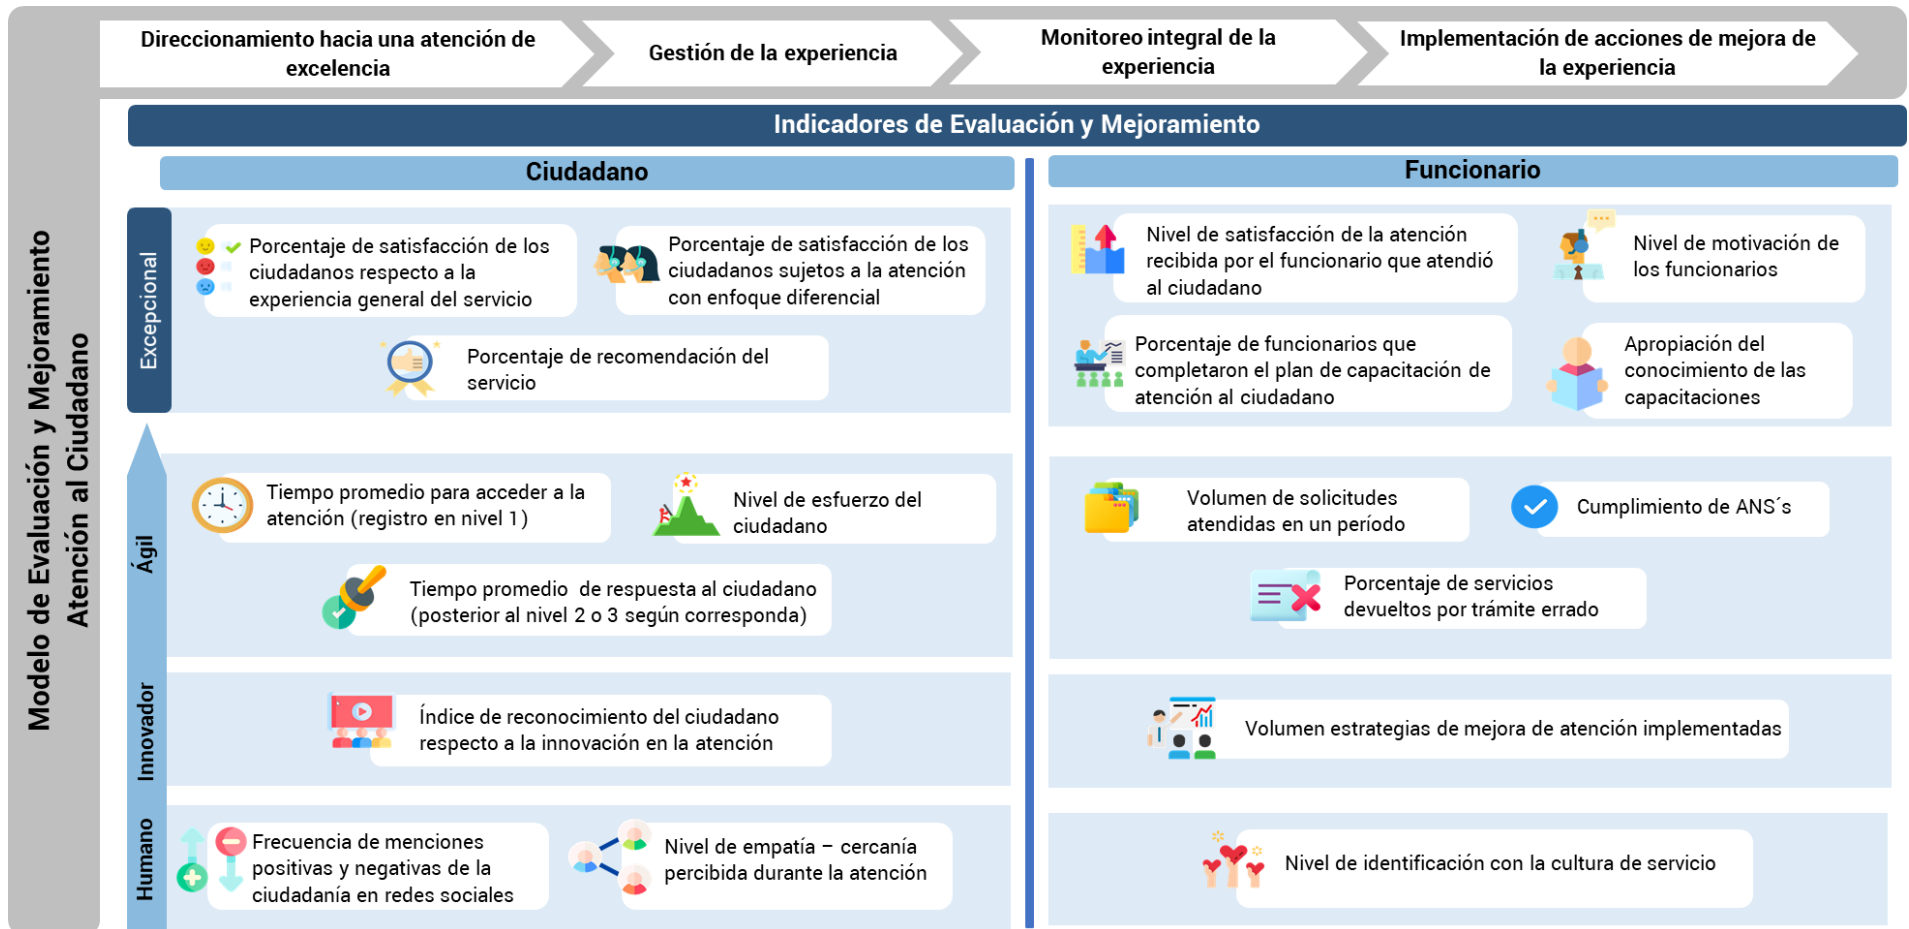 Direccionamiento hacia una atención de
excelencia
Gestión de la experiencia
Monitoreo integral de la
experiencia
Implementación de acciones de mejora de
la experiencia
Modelo de Evaluación y Mejoramiento
Atención al Ciudadano
Indicadores de Evaluación y Mejoramiento
Ciudadano
Funcionario
Excepcional
Porcentaje de satisfacción de los
ciudadanos respecto a la
experiencia general del servicio
Porcentaje de satisfacción de los
ciudadanos sujetos a la atención
con enfoque diferencial
Porcentaje de recomendación del
servicio
Nivel de satisfacción de la atención
recibida por el funcionario que atendió
al ciudadano
Nivel de motivación de
los funcionarios
Porcentaje de funcionarios que
completaron el plan de capacitación de
atención al ciudadano
Apropiación del
conocimiento de las
capacitaciones
Ágil
Tiempo promedio para acceder a la
atención (registro en nivel 1)
Nivel de esfuerzo del
ciudadano
Tiempo promedio  de respuesta al ciudadano
(posterior al nivel 2 o 3 según corresponda)
Volumen de solicitudes
atendidas en un período
Cumplimiento de ANS´s
Porcentaje de servicios
devueltos por trámite errado
Innovador
Índice de reconocimiento del ciudadano
respecto a la innovación en la atención
Volumen estrategias de mejora de atención implementadas
Humano
Frecuencia de menciones
positivas y negativas de la
ciudadanía en redes sociales
Nivel de empatía – cercanía
percibida durante la atención
Nivel de identificación con la cultura de servicio